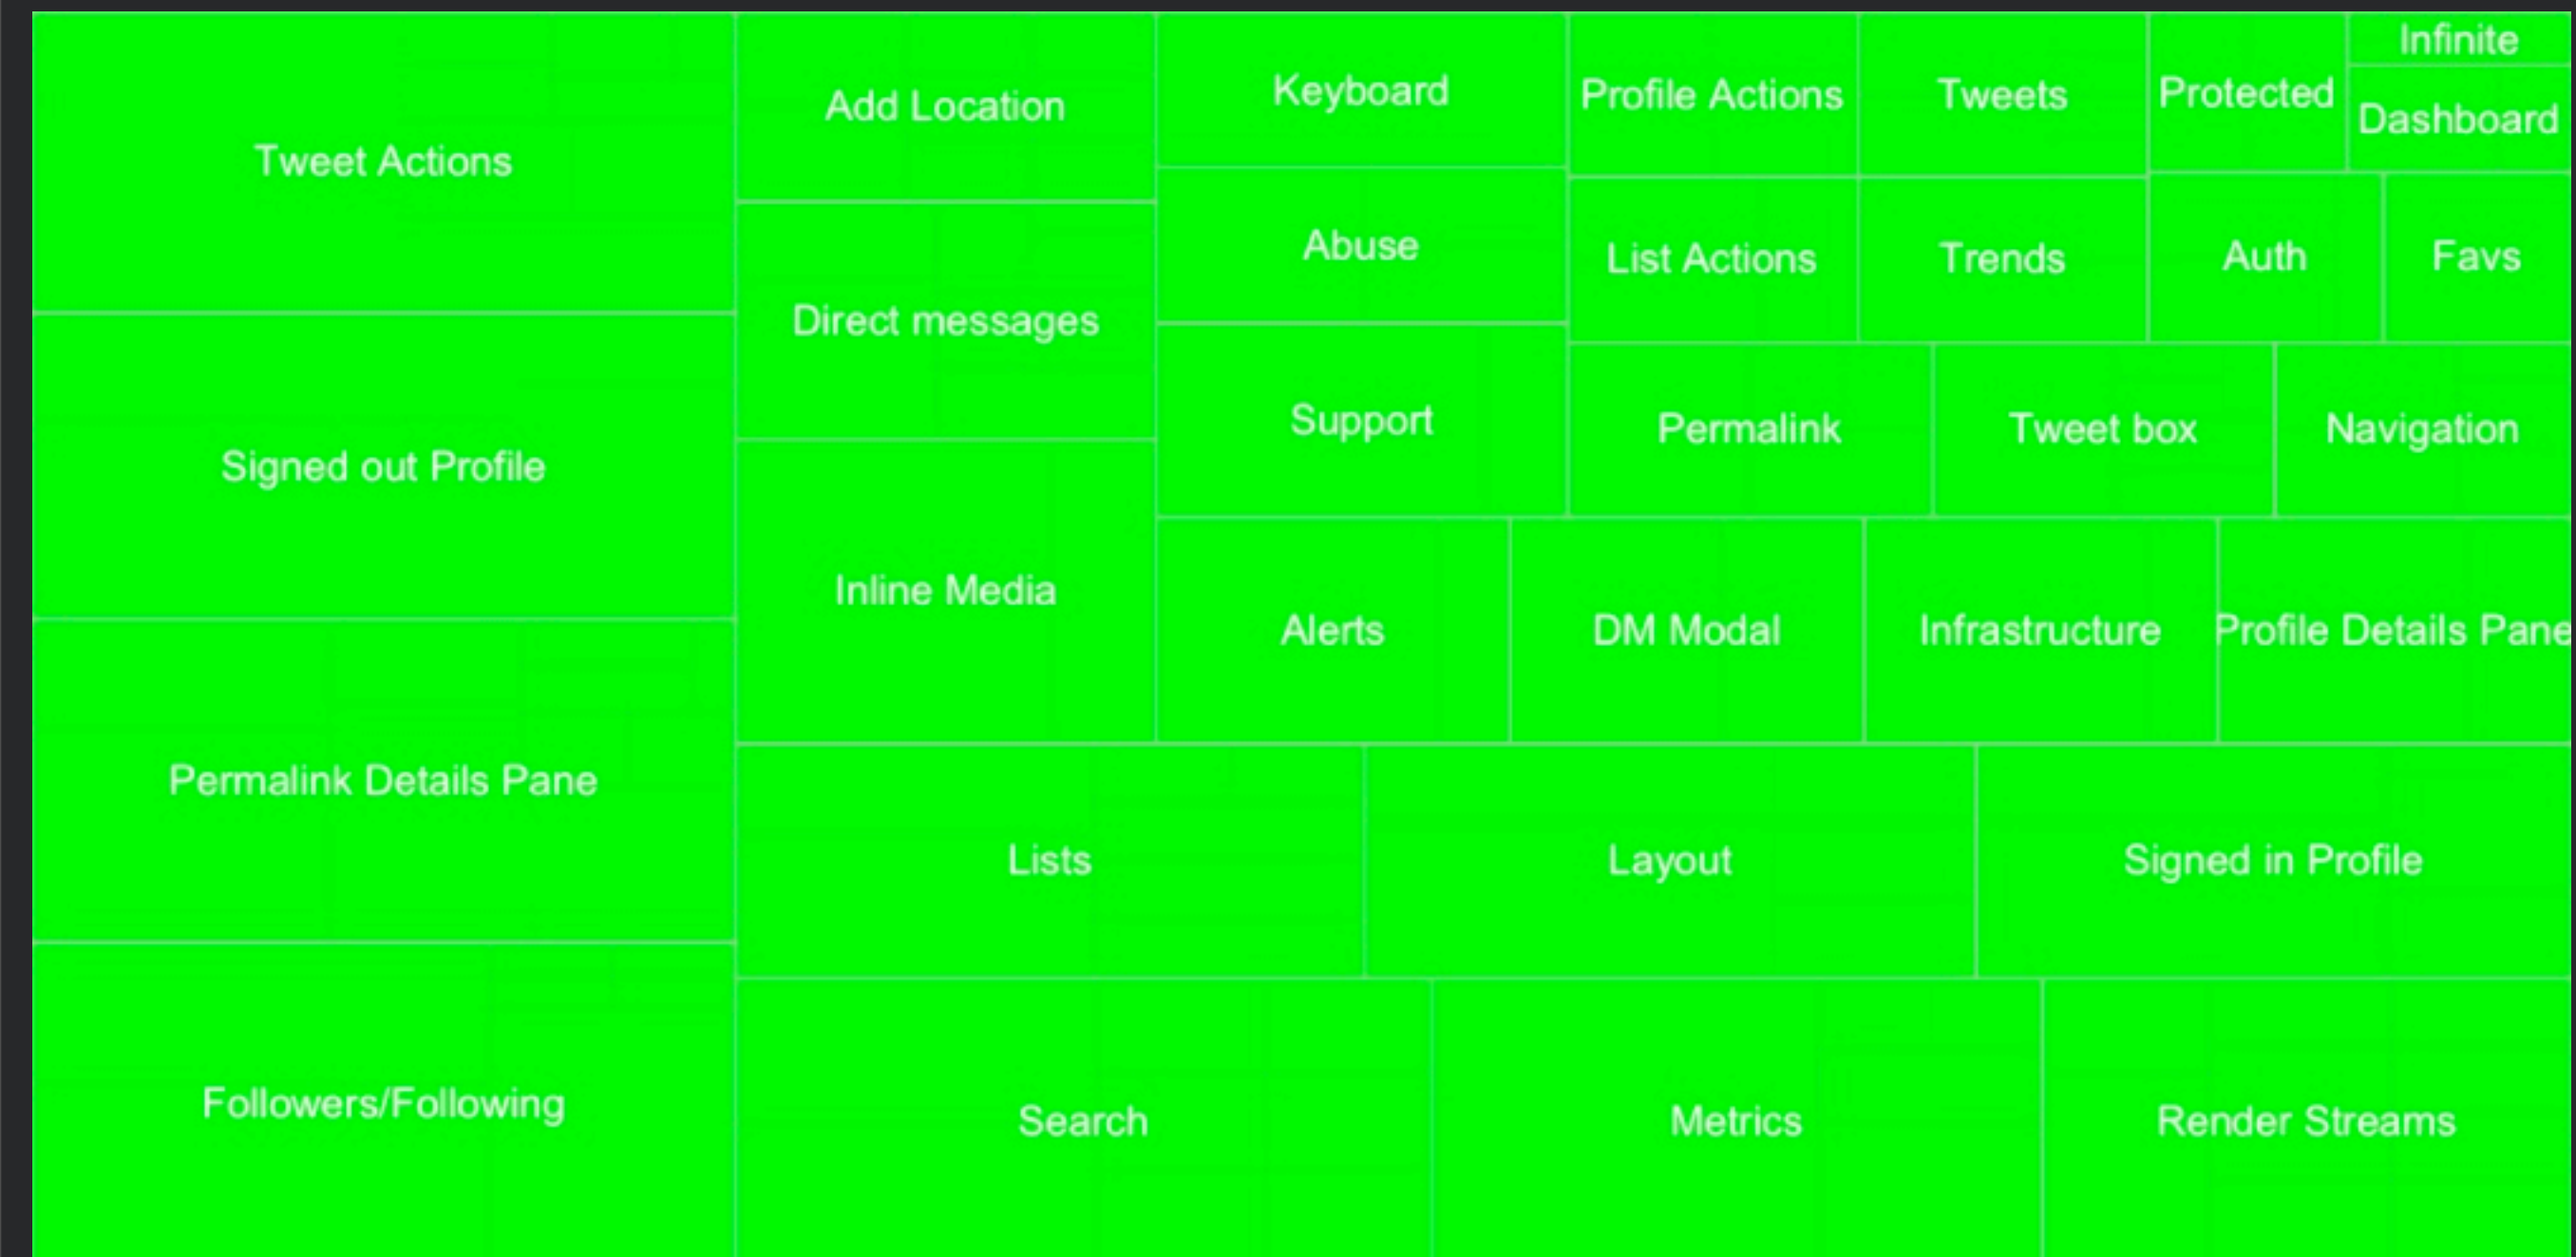 Tweet Actions
Signed out Profile
Permalink Details Pane
Followers/Following
Add Location
Direct messages
Inline Media
Keyboard
Abuse
Support
Profile Actions
Tweets
Protected
Infinite
Dashboard
List Actions
Trends
Auth
Favs
Permalink
Tweet box
Navigation
Alerts
DM Modal
Infrastructure
Profile Details Pane
Lists
Layout
Signed in Profile
Search
Metrics
Render Streams